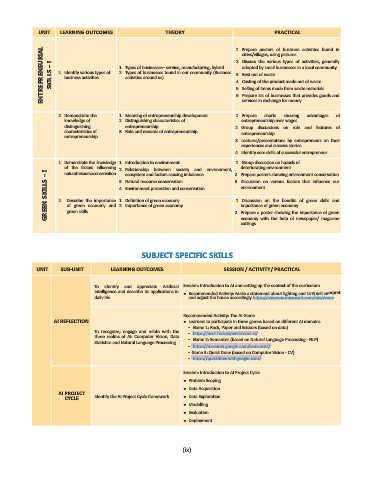 UNIT LEARNING OUTCOMES THEORY PRACTICAL
ENTREPRENEURIAL SKILLS – I
1. Identify various types of business activities
1. Types of businesses– service, manufacturing, hybrid
2. Types of businesses found in our community (Business activities around us)
1. Prepare posters of business activities found in cities/villages, using pictures
2. Discuss the various types of activities, generally adopted by small businesses in a local community
3. Best out of waste
4. Costing of the product made out of waste
5. Selling of items made from waste materials
6. Prepare list of businesses that provides goods and services in exchange for money
2. Demonstrate the knowledge of distinguishing characteristics of entrepreneurship
1. Meaning of entrepreneurship development
2. Distinguishing characteristics of entrepreneurship
3. Role and rewards of entrepreneurship
1. Prepare charts showing advantages of entrepreneurship over wages
2. Group discussions on role and features of entrepreneurship
3. Lectures/presentations by entrepreneurs on their experiences and success stories
4. Identify core skills of successful entrepreneur
GREEN SKILLS – I
1. Demonstrate the knowledge of the factors influencing natural resource conservation
1. Introduction to environment
2. Relationship between society and environment, ecosystem and factors causing imbalance
3. Natural resource conservation
4. Environment protection and conservation
1. Group discussion on hazards of deteriorating environment
2. Prepare posters showing environment conservation
3. Discussion on various factors that influence our environment
2. Describe the importance of green economy and green skills
1. Definition of green economy
2. Importance of green economy
1. Discussion on the benefits of green skills and importance of green economy
2. Prepare a poster showing the importance of green economy with the help of newspaper/ magazine cuttings
SUBJECT SPECIFIC SKILLS
UNIT SUB-UNIT LEARNING OUTCOMES SESSION / ACTIVITY / PRACTICAL
AI REFLECTION
To identify and appreciate Artificial Intelligence and describe its applications in daily life.
Session: Introduction to AI and setting up the context of the curriculum
To recognize, engage and relate with the three realms of AI: Computer Vision, Data Statistics and Natural Language Processing.
Recommended Activity: The AI Game
• Learners to participate in three games based on different AI domains.
– Game 1: Rock, Paper and Scissors (based on data)
– Game 2: Semantris (based on Natural Language Processing - NLP)
– Game 3: Quick Draw (based on Computer Vision - CV)
AI PROJECT CYCLE
Identify the AI Project Cycle framework
Session: Introduction to AI Project Cycle
• Problem Scoping
• Data Acquisition
• Data Exploration
• Modelling
• Evaluation
• Deployment
(ix)